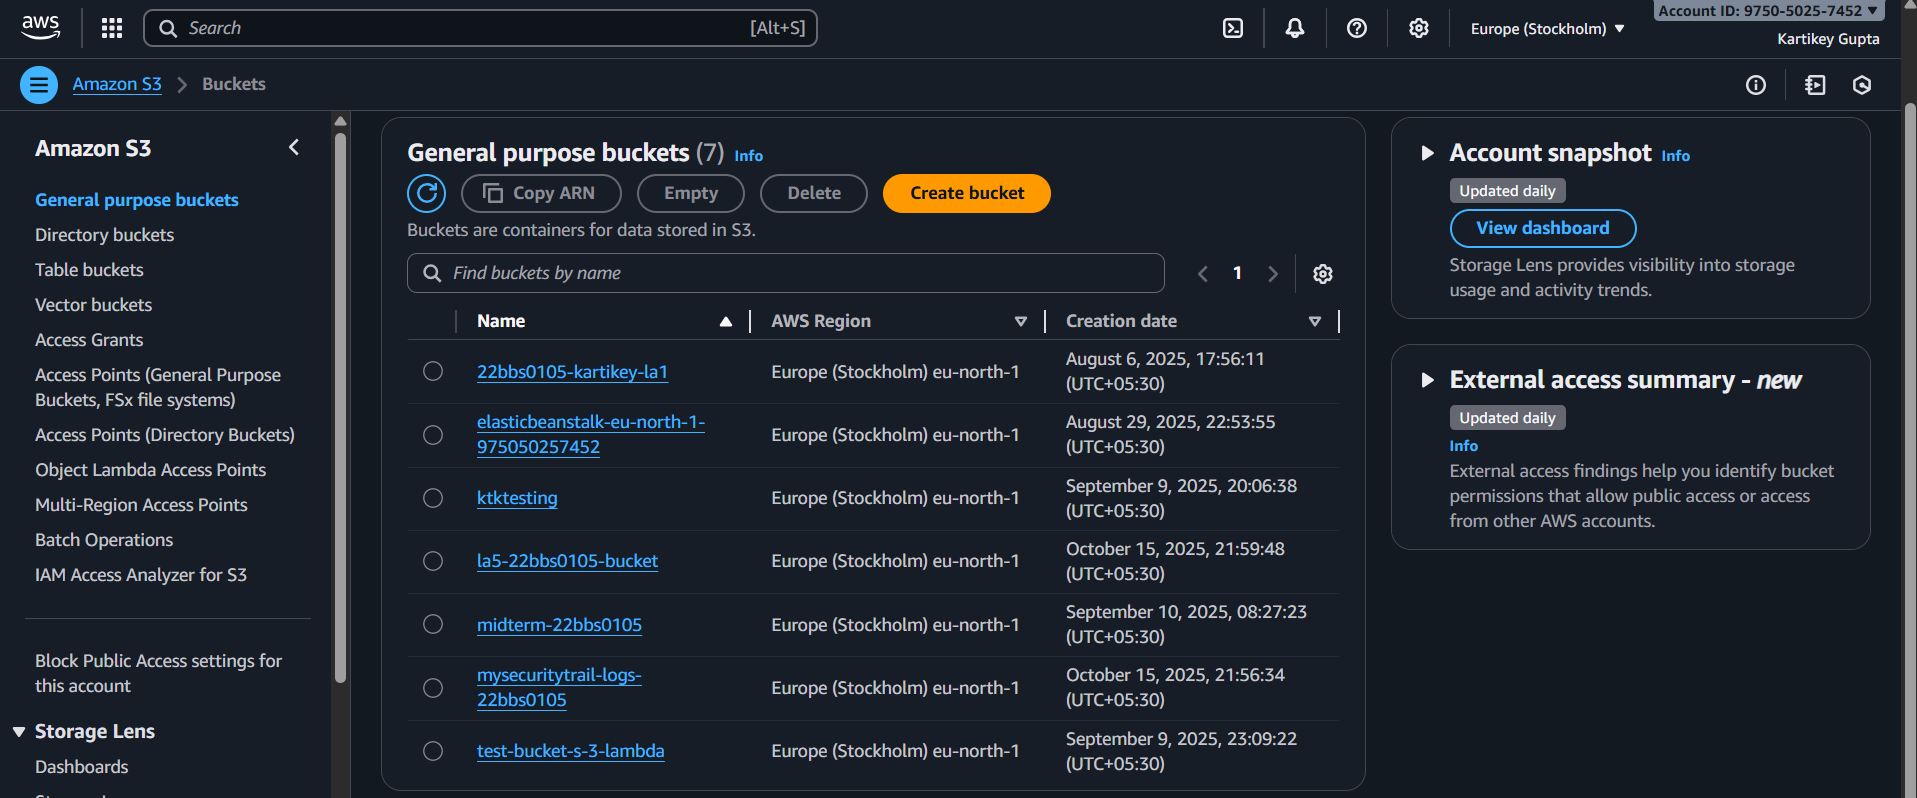 aws
Search
[Alt+S]
Europe (Stockholm)
Account ID: 9750-5025-7452
Kartikey Gupta
Amazon S3
Buckets
Amazon S3
General purpose buckets
Directory buckets
Table buckets
Vector buckets
Access Grants
Access Points (General Purpose
Buckets, FSx file systems)
Access Points (Directory Buckets)
Object Lambda Access Points
Multi-Region Access Points
Batch Operations
IAM Access Analyzer for S3
Block Public Access settings for
this account
Storage Lens
Dashboards
General purpose buckets (7) Info
Copy ARN
Empty
Delete
Create bucket
Buckets are containers for data stored in S3.
Find buckets by name
1
Name
AWS Region
Creation date
22bbs0105-kartikey-la1
Europe (Stockholm) eu-north-1
August 6, 2025, 17:56:11
(UTC+05:30)
elasticbeanstalk-eu-north-1-
975050257452
Europe (Stockholm) eu-north-1
August 29, 2025, 22:53:55
(UTC+05:30)
ktktesting
Europe (Stockholm) eu-north-1
September 9, 2025, 20:06:38
(UTC+05:30)
la5-22bbs0105-bucket
Europe (Stockholm) eu-north-1
October 15, 2025, 21:59:48
(UTC+05:30)
midterm-22bbs0105
Europe (Stockholm) eu-north-1
September 10, 2025, 08:27:23
(UTC+05:30)
mysecuritytrail-logs-
22bbs0105
Europe (Stockholm) eu-north-1
October 15, 2025, 21:56:34
(UTC+05:30)
test-bucket-s-3-lambda
Europe (Stockholm) eu-north-1
September 9, 2025, 23:09:22
(UTC+05:30)
Account snapshot Info
Updated daily
View dashboard
Storage Lens provides visibility into storage
usage and activity trends.
External access summary - new
Updated daily
Info
External access findings help you identify bucket
permissions that allow public access or access
from other AWS accounts.